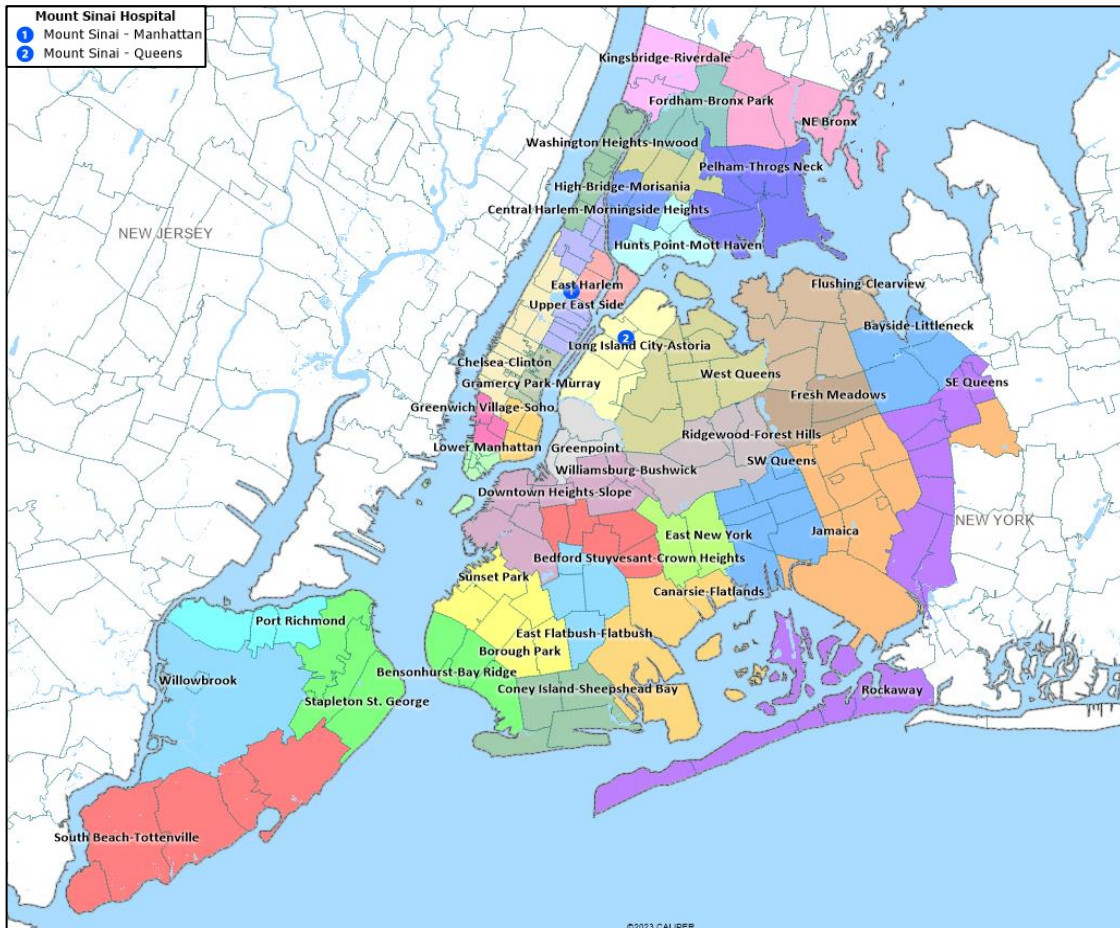 Mount Sinai Hospital
1 Mount Sinai - Manhattan
2 Mount Sinai - Queens
Kingsbridge-Riverdale
Fordham-Bronx Park
NE Bronx
Washington Heights-Inwood
Pelham-Throgs Neck
High-Bridge-Morisania
Central Harlem-Morningside Heights
NEW JERSEY
Hunts Point-Mott Haven
East Harlem
1
Flushing-Clearview
Upper East Side
Bayside-Littleneck
2
Long Island City-Astoria
Chelsea-Clinton
West Queens
Gramercy Park-Murray
SE Queens
Fresh Meadows
Greenwich Village-Soho
Ridgewood-Forest Hills
Lower Manhattan
Greenpoint
SW Queens
Williamsburg-Bushwick
Downtown Heights-Slope
NEW YORK
East New York
Jamaica
Bedford Stuyvesant-Crown Heights
Sunset Park
Canarsie-Flatlands
Port Richmond
East Flatbush-Flatbush
Borough Park
Bensonhurst-Bay Ridge
Willowbrook
Coney Island-Sheepshead Bay
Rockaway
Stapleton St. George
South Beach-Tottenville
©2023 CALIPER